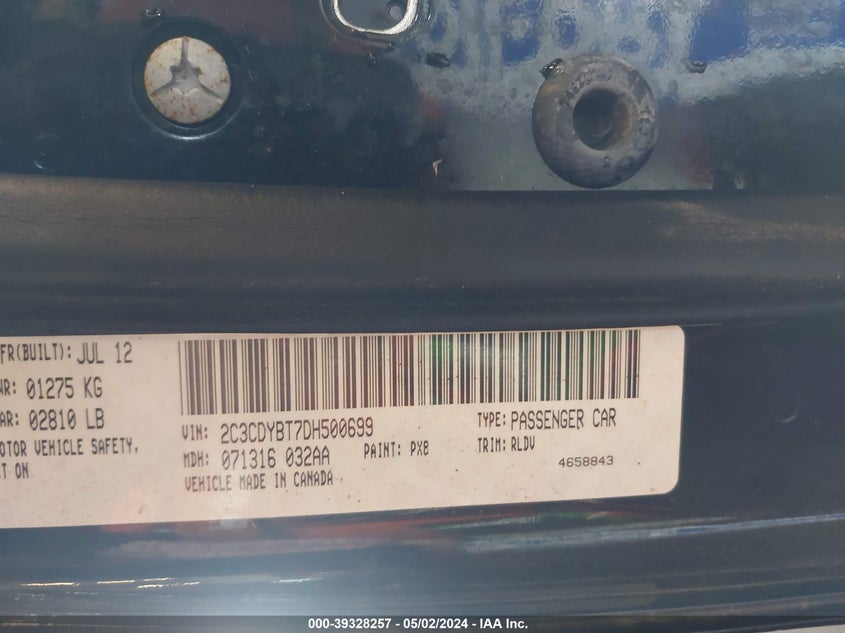 FR(BUILT): JUL 12
WR: 01275 KG
AR: 02810 LB
OTOR VEHICLE SAFETY,
CT ON
VIN: 2C3CDYBT7DH500699
TYPE: PASSENGER CAR
MDH: 071316 032AA
PAINT: PX8
TRIM: RLDV
VEHICLE MADE IN CANADA
4658843
000-39328257 - 05/02/2024 - IAA Inc.